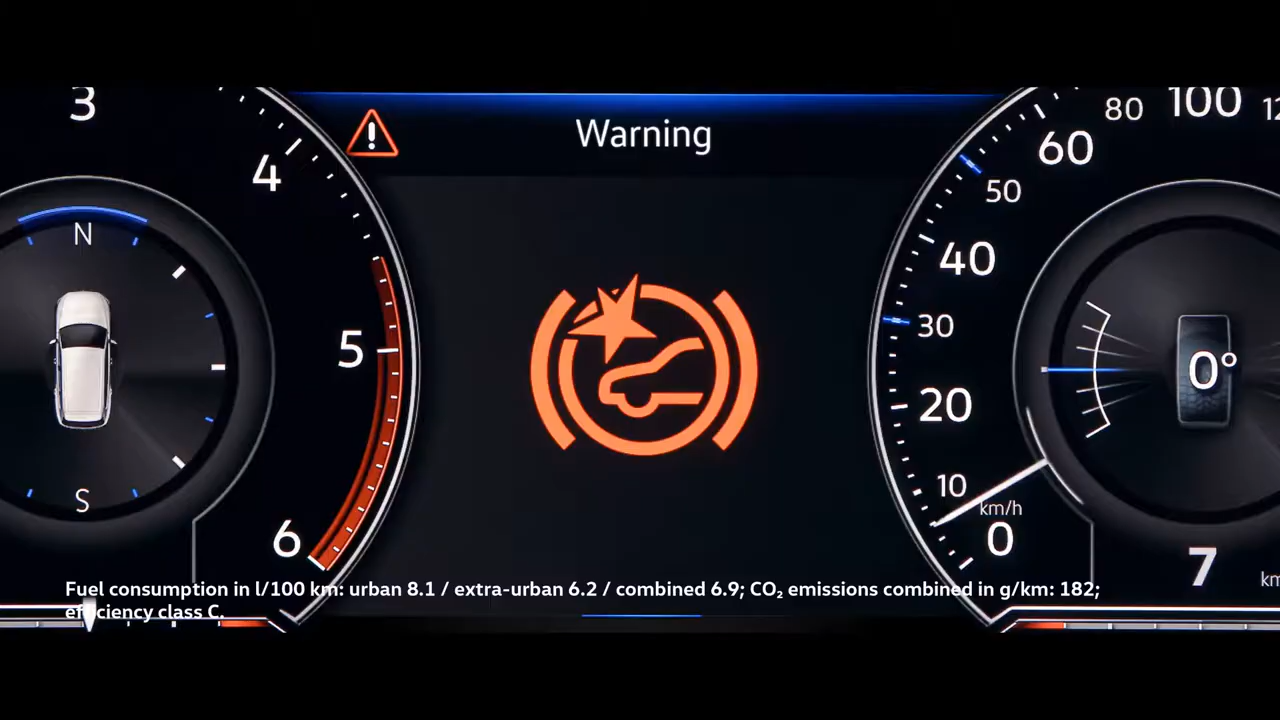 3
4
5
6
N
S
Warning
80
100
60
50
40
30
20
10
km/h
0
0°
7
Fuel consumption in l/100 km: urban 8.1 / extra-urban 6.2 / combined 6.9; CO₂ emissions combined in g/km: 182;
efficiency class C.